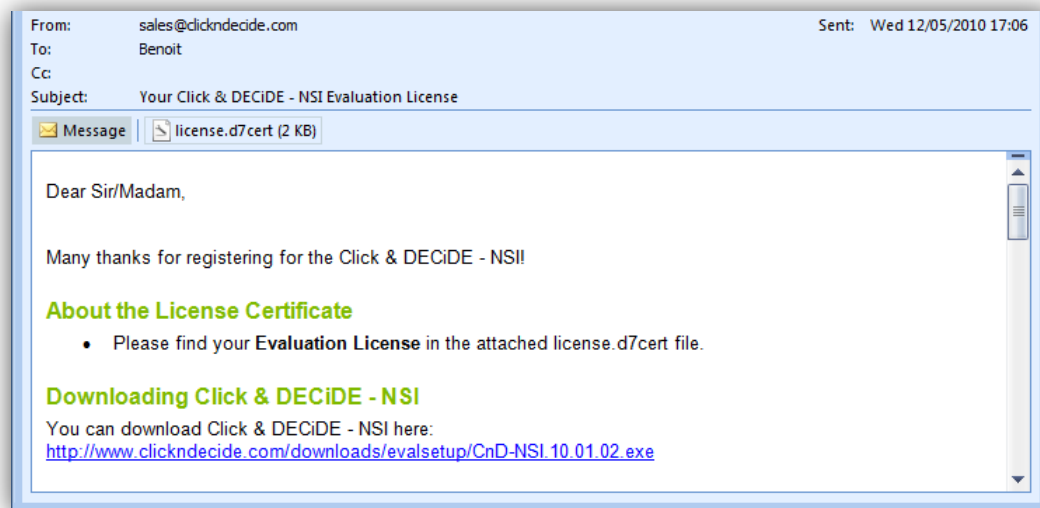 From: sales@clickndecide.com Sent: Wed 12/05/2010 17:06
To: Benoit
Cc:
Subject: Your Click & DECiDE - NSI Evaluation License
Message license.d7cert (2 KB)
Dear Sir/Madam,
Many thanks for registering for the Click & DECiDE - NSI!
About the License Certificate
• Please find your Evaluation License in the attached license.d7cert file.
Downloading Click & DECiDE - NSI
You can download Click & DECiDE - NSI here:
http://www.clickndecide.com/downloads/evalsetup/CnD-NSI.10.01.02.exe